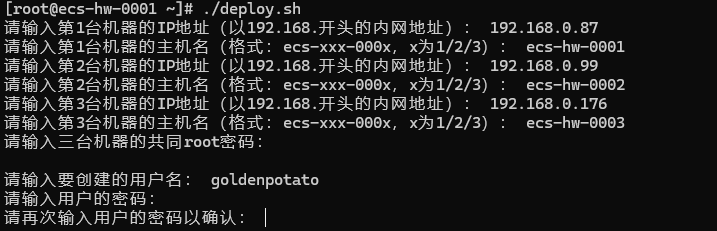 [root@ecs-hw-0001 ~]# ./deploy.sh
请输入第1台机器的IP地址（以192.168.开头的内网地址）： 192.168.0.87
请输入第1台机器的主机名（格式：ecs-xxx-000x，x为1/2/3）： ecs-hw-0001
请输入第2台机器的IP地址（以192.168.开头的内网地址）： 192.168.0.99
请输入第2台机器的主机名（格式：ecs-xxx-000x，x为1/2/3）： ecs-hw-0002
请输入第3台机器的IP地址（以192.168.开头的内网地址）： 192.168.0.176
请输入第3台机器的主机名（格式：ecs-xxx-000x，x为1/2/3）： ecs-hw-0003
请输入三台机器的共同root密码：
请输入要创建的用户名： goldenpotato
请输入用户的密码：
请再次输入用户的密码以确认：